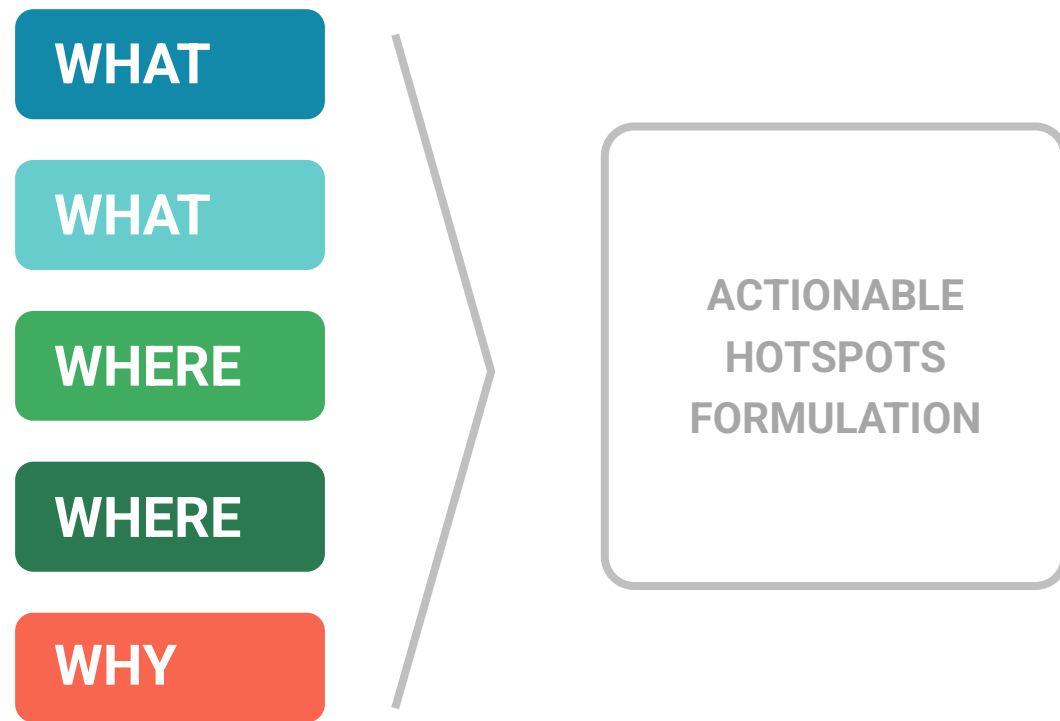 WHAT
WHAT
WHERE
WHERE
WHY
ACTIONABLE
HOTSPOTS
FORMULATION